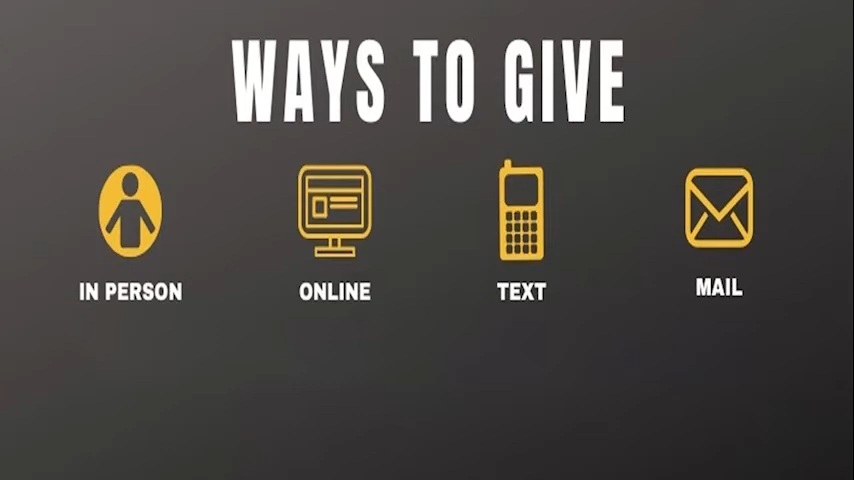 WAYS TO GIVE
IN PERSON
ONLINE
TEXT
MAIL